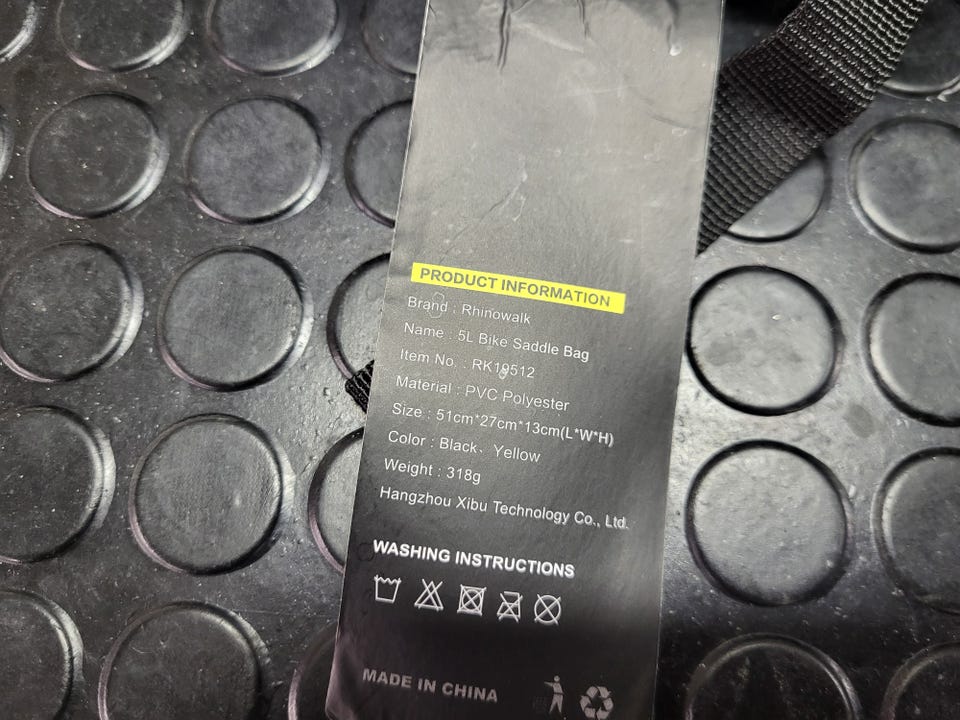 PRODUCT INFORMATION
Brand : Rhinowalk
Name : 5L Bike Saddle Bag
Item No. : RK19512
Material : PVC Polyester
Size : 51cm*27cm*13cm(L*W*H)
Color : Black、Yellow
Weight : 318g
Hangzhou Xibu Technology Co., Ltd.
WASHING INSTRUCTIONS
MADE IN CHINA